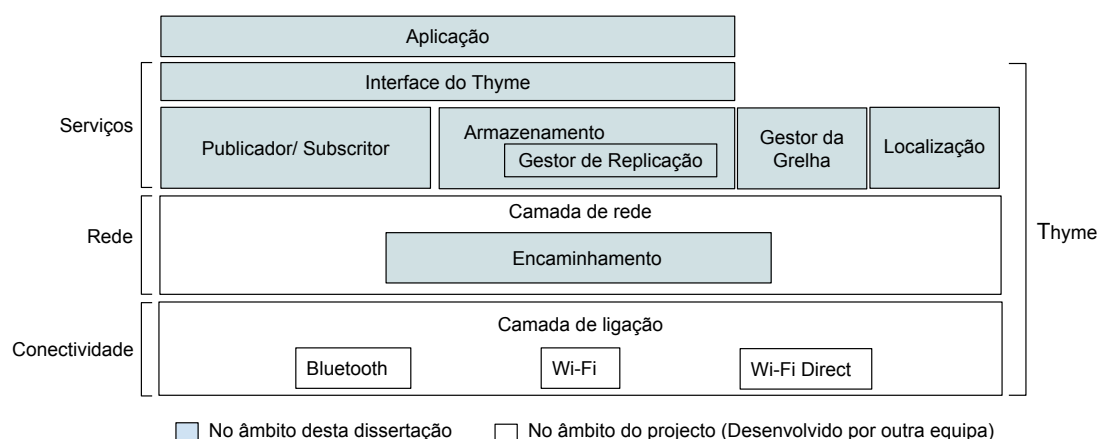 Aplicação
Interface do Thyme
Serviços
Publicador/ Subscritor
Armazenamento
Gestor de Replicação
Gestor da
Grelha
Localização
Camada de rede
Rede
Encaminhamento
Thyme
Camada de ligação
Conectividade
Bluetooth
Wi-Fi
Wi-Fi Direct
No âmbito desta dissertação
No âmbito do projecto (Desenvolvido por outra equipa)